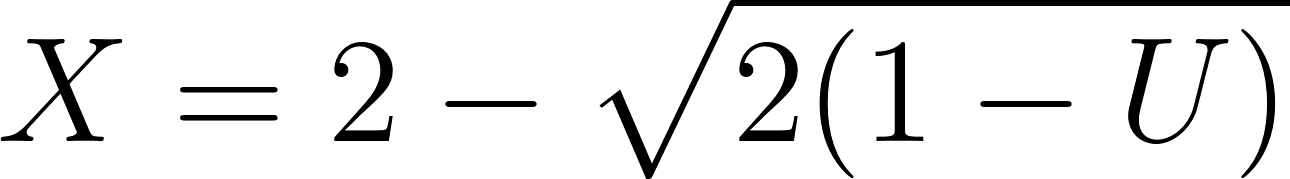 X = 2 − √2(1 − U)